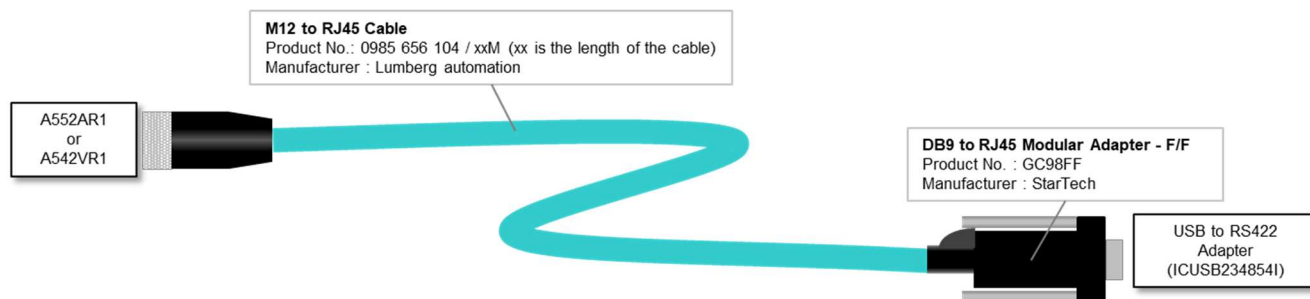 M12 to RJ45 Cable
Product No.: 0985 656 104 / xxM (xx is the length of the cable)
Manufacturer : Lumberg automation
A552AR1
or
A542VR1
DB9 to RJ45 Modular Adapter - F/F
Product No. : GC98FF
Manufacturer : StarTech
USB to RS422
Adapter
(ICUSB234854I)